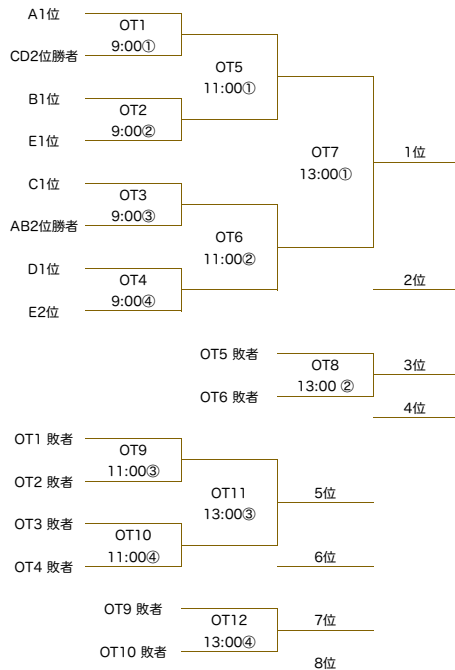 A1位
OT1
9:00①
CD2位勝者
OT5
11:00①
B1位
OT2
9:00②
E1位
OT7
13:00①
1位
C1位
OT3
9:00③
AB2位勝者
OT6
11:00②
D1位
OT4
9:00④
E2位
2位
OT5 敗者
OT8
13:00 ②
3位
OT6 敗者
4位
OT1 敗者
OT9
11:00③
OT2 敗者
OT11
13:00③
5位
OT3 敗者
OT10
11:00④
OT4 敗者
6位
OT9 敗者
OT12
13:00④
7位
OT10 敗者
8位